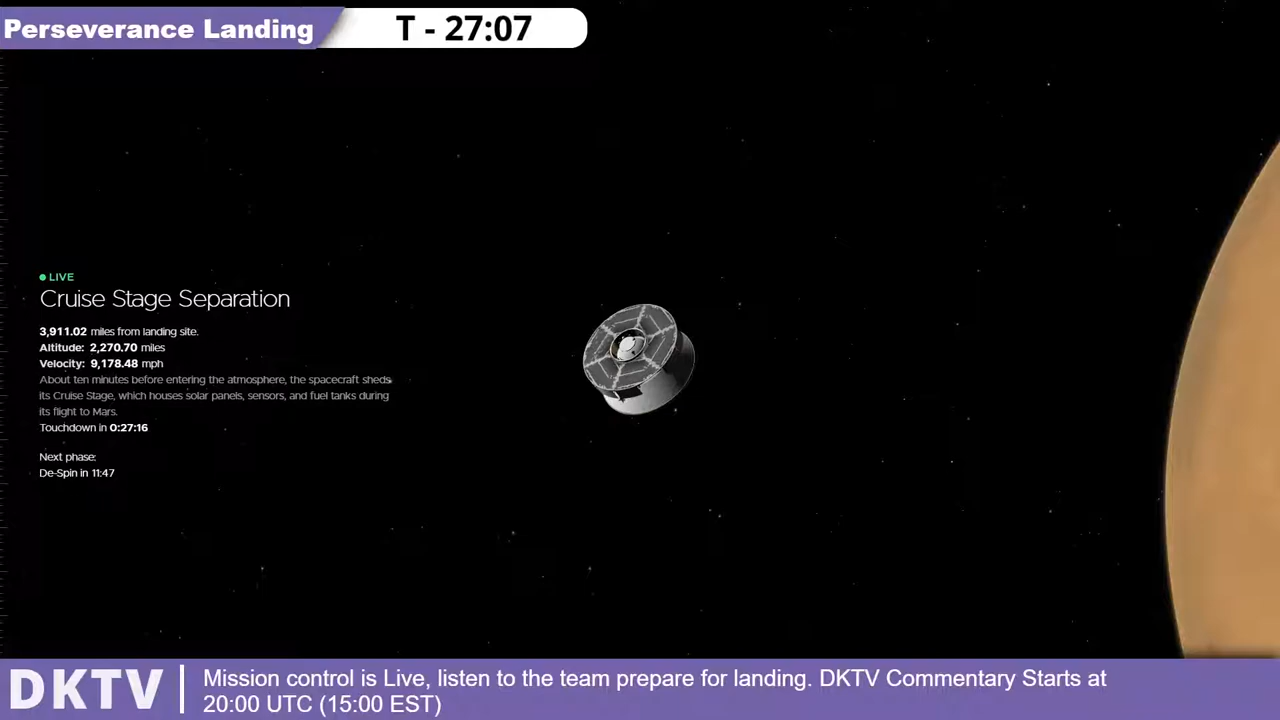 Perseverance Landing
T - 27:07
LIVE
Cruise Stage Separation
3,911.02 miles from landing site.
Altitude: 2,270.70 miles
Velocity: 9,178.48 mph
About ten minutes before entering the atmosphere, the spacecraft sheds
its Cruise Stage, which houses solar panels, sensors, and fuel tanks during
its flight to Mars.
Touchdown in 0:27:16
Next phase:
De-Spin in 11:47
DKTV
Mission control is Live, listen to the team prepare for landing. DKTV Commentary Starts at
20:00 UTC (15:00 EST)